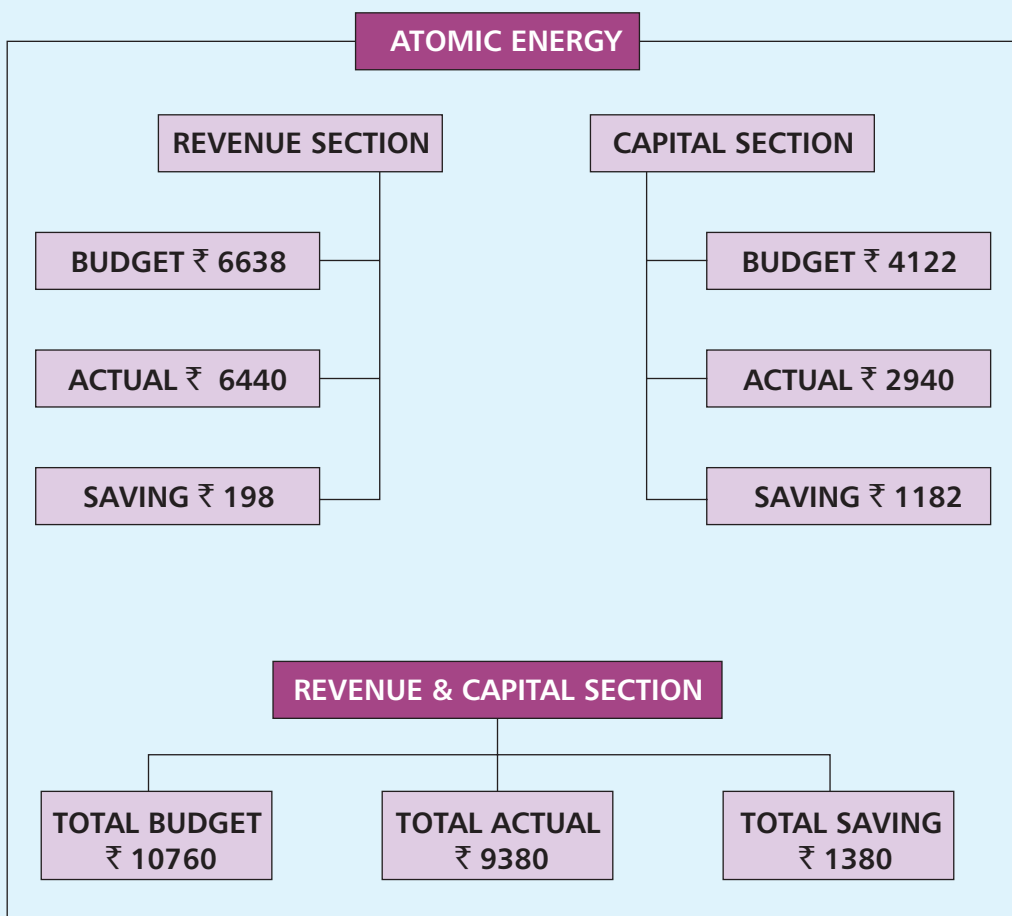 ATOMIC ENERGY
REVENUE SECTION
BUDGET ₹ 6638
ACTUAL ₹ 6440
SAVING ₹ 198
CAPITAL SECTION
BUDGET ₹ 4122
ACTUAL ₹ 2940
SAVING ₹ 1182
REVENUE & CAPITAL SECTION
TOTAL BUDGET
₹ 10760
TOTAL ACTUAL
₹ 9380
TOTAL SAVING
₹ 1380